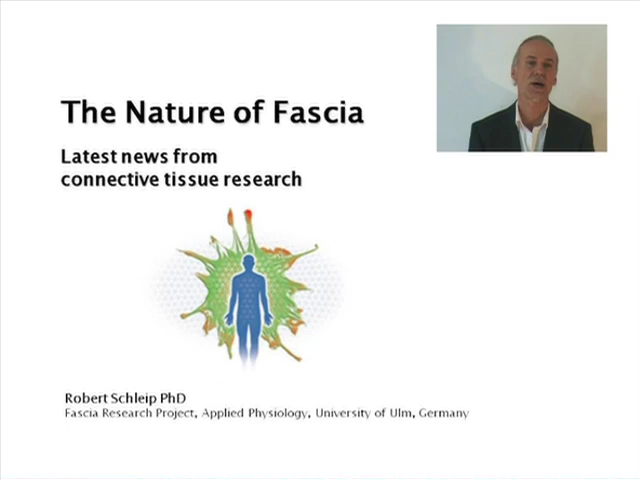 The Nature of Fascia
Latest news from
connective tissue research
Robert Schleip PhD
Fascia Research Project, Applied Physiology, University of Ulm, Germany